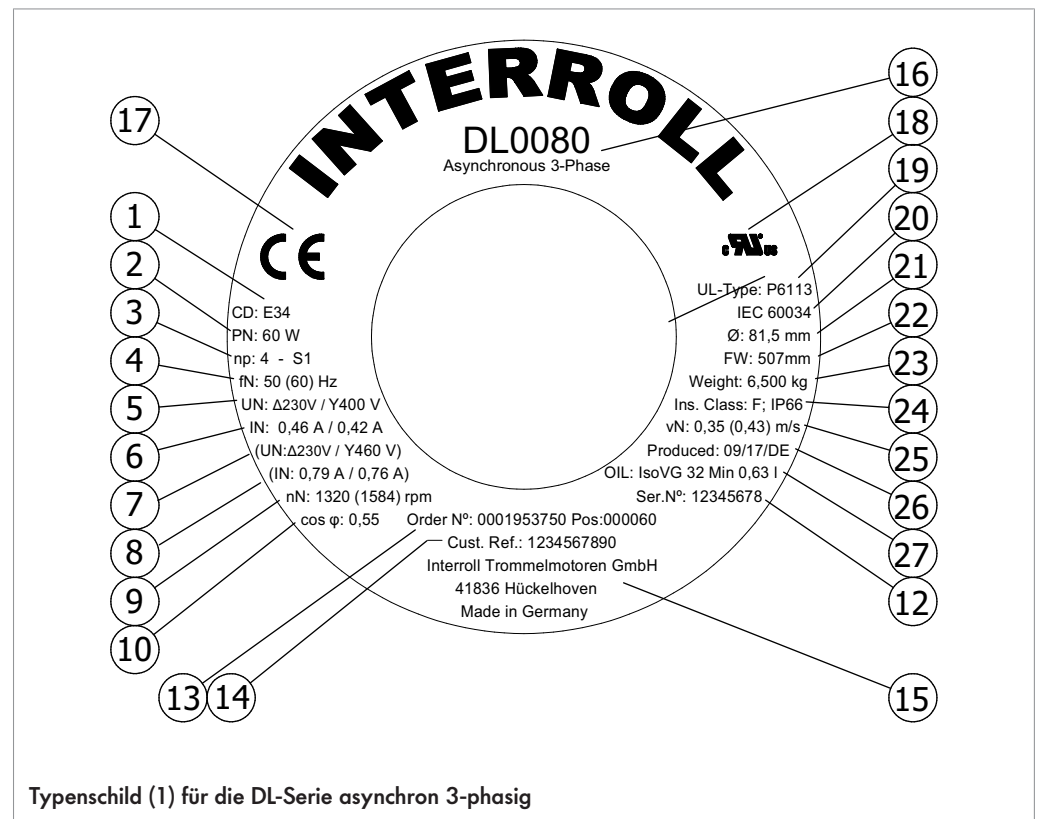 INTERROLL
DL0080
Asynchronous 3-Phase
CE
c UR us
CD: E34
PN: 60 W
np: 4 - S1
fN: 50 (60) Hz
UN: Δ230V / Y400 V
IN: 0,46 A / 0,42 A
(UN:Δ230V / Y460 V)
(IN: 0,79 A / 0,76 A)
nN: 1320 (1584) rpm
cos φ: 0,55
UL-Type: P6113
IEC 60034
Ø: 81,5 mm
FW: 507mm
Weight: 6,500 kg
Ins. Class: F; IP66
vN: 0,35 (0,43) m/s
Produced: 09/17/DE
OIL: IsoVG 32 Min 0,63 l
Ser.Nº: 12345678
Order Nº: 0001953750 Pos:000060
Cust. Ref.: 1234567890
Interroll Trommelmotoren GmbH
41836 Hückelhoven
Made in Germany
17
1
2
3
4
5
6
7
8
9
10
13
14
16
18
19
20
21
22
23
24
25
26
27
12
15
Typenschild (1) für die DL-Serie asynchron 3-phasig